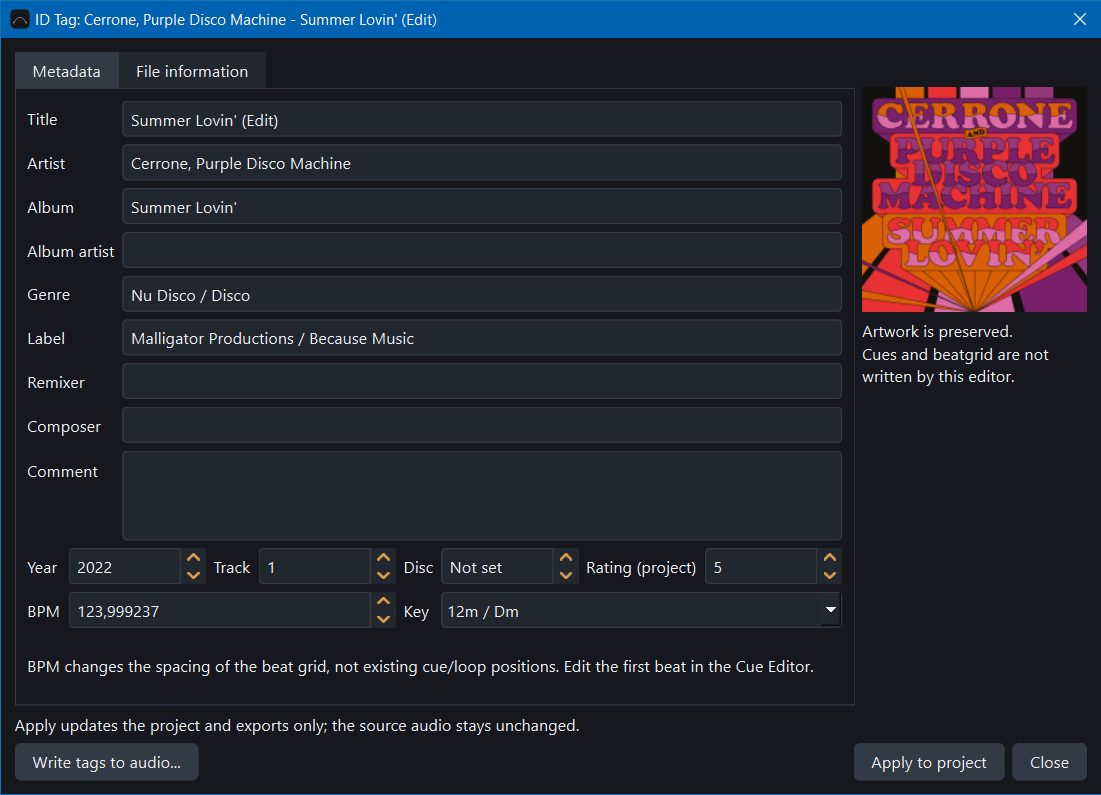 ID Tag: Cerrone, Purple Disco Machine - Summer Lovin' (Edit)
Metadata
File information
Title
Summer Lovin' (Edit)
Artist
Cerrone, Purple Disco Machine
Album
Summer Lovin'
Album artist
Genre
Nu Disco / Disco
Label
Malligator Productions / Because Music
Remixer
Composer
Comment
Year
2022
Track
1
Disc
Not set
Rating (project)
5
BPM
123,999237
Key
12m / Dm
BPM changes the spacing of the beat grid, not existing cue/loop positions. Edit the first beat in the Cue Editor.
CERRONE
AND
PURPLE
DISCO
MACHINE
SUMMER
LOVIN'
Artwork is preserved.
Cues and beatgrid are not
written by this editor.
Apply updates the project and exports only; the source audio stays unchanged.
Write tags to audio...
Apply to project
Close